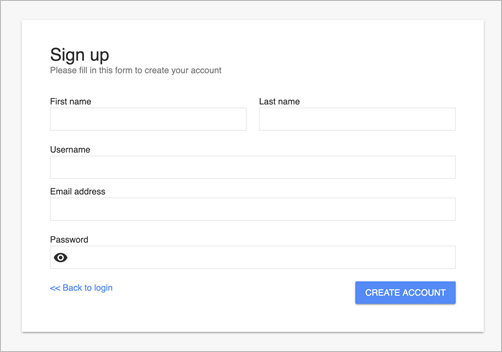 Sign up
Please fill in this form to create your account
First name
Last name
Username
Email address
Password
<< Back to login
CREATE ACCOUNT